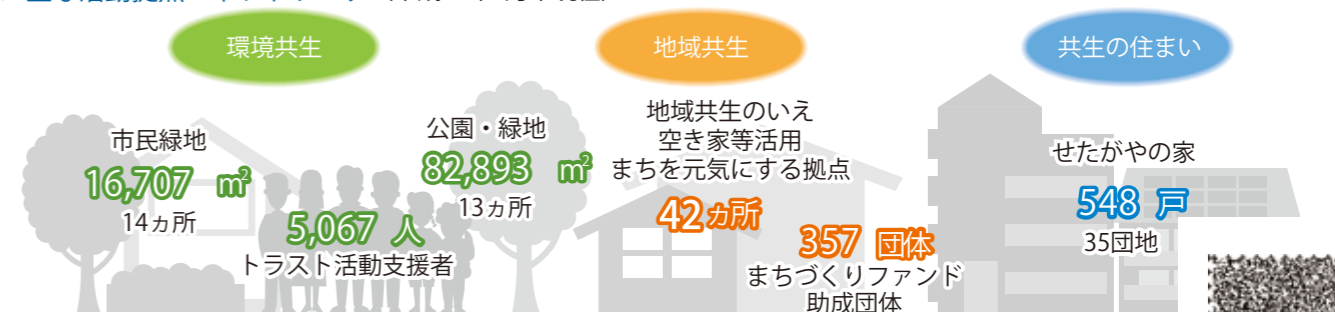 環境共生
市民緑地
16,707 ㎡
14ヵ所
5,067 人
トラスト活動支援者
公園・緑地
82,893 ㎡
13ヵ所
地域共生
地域共生のいえ
空き家等活用
まちを元気にする拠点
42ヵ所
357 団体
まちづくりファンド
助成団体
共生の住まい
せたがやの家
548 戸
35団地